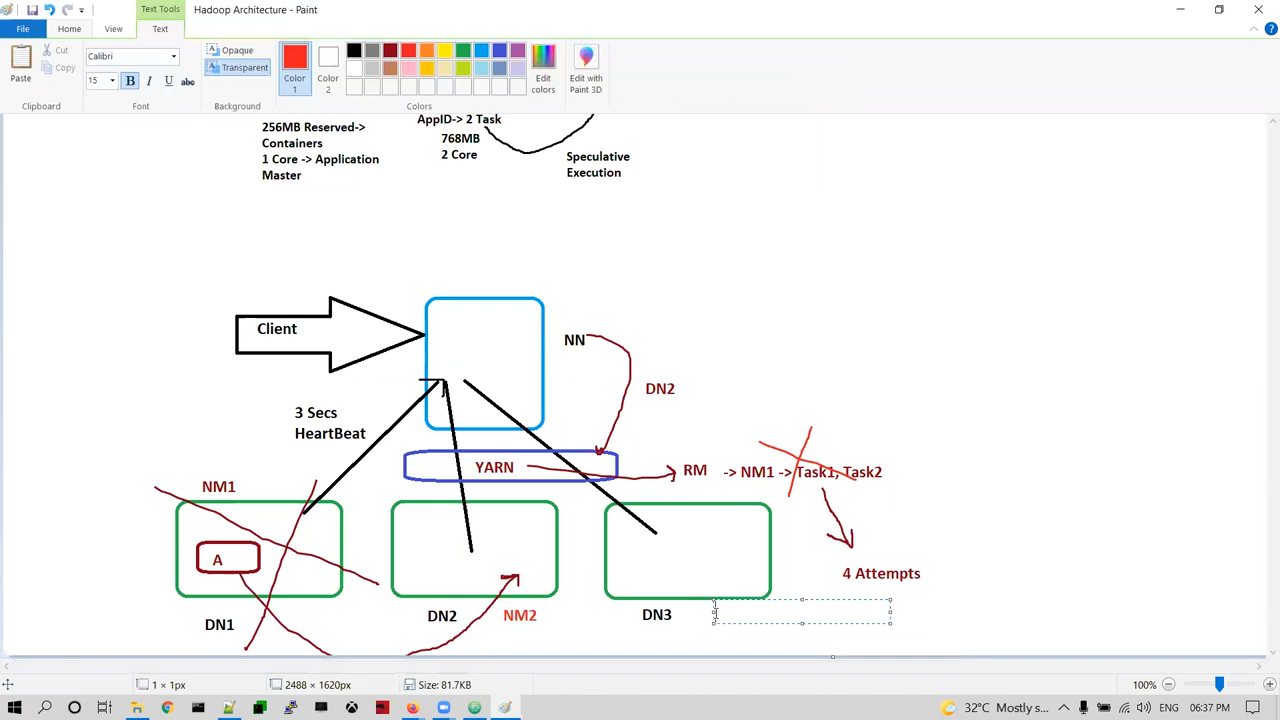 Text Tools
Hadoop Architecture - Paint
File
Home
View
Text
Paste
Cut
Copy
Clipboard
Calibri
15
B
I
U
abc
Font
Opaque
Transparent
Background
Color
1
Color
2
Colors
Edit
colors
Edit with
Paint 3D
256MB Reserved->
Containers
1 Core -> Application
Master
AppID-> 2 Task
768MB
2 Core
Speculative
Execution
Client
NN
DN2
3 Secs
HeartBeat
YARN
RM
-> NM1 -> Task1, Task2
NM1
A
4 Attempts
DN1
DN2
NM2
DN3
1 × 1px
2488 × 1620px
Size: 81.7KB
100%
32°C Mostly s...
ENG
06:37 PM